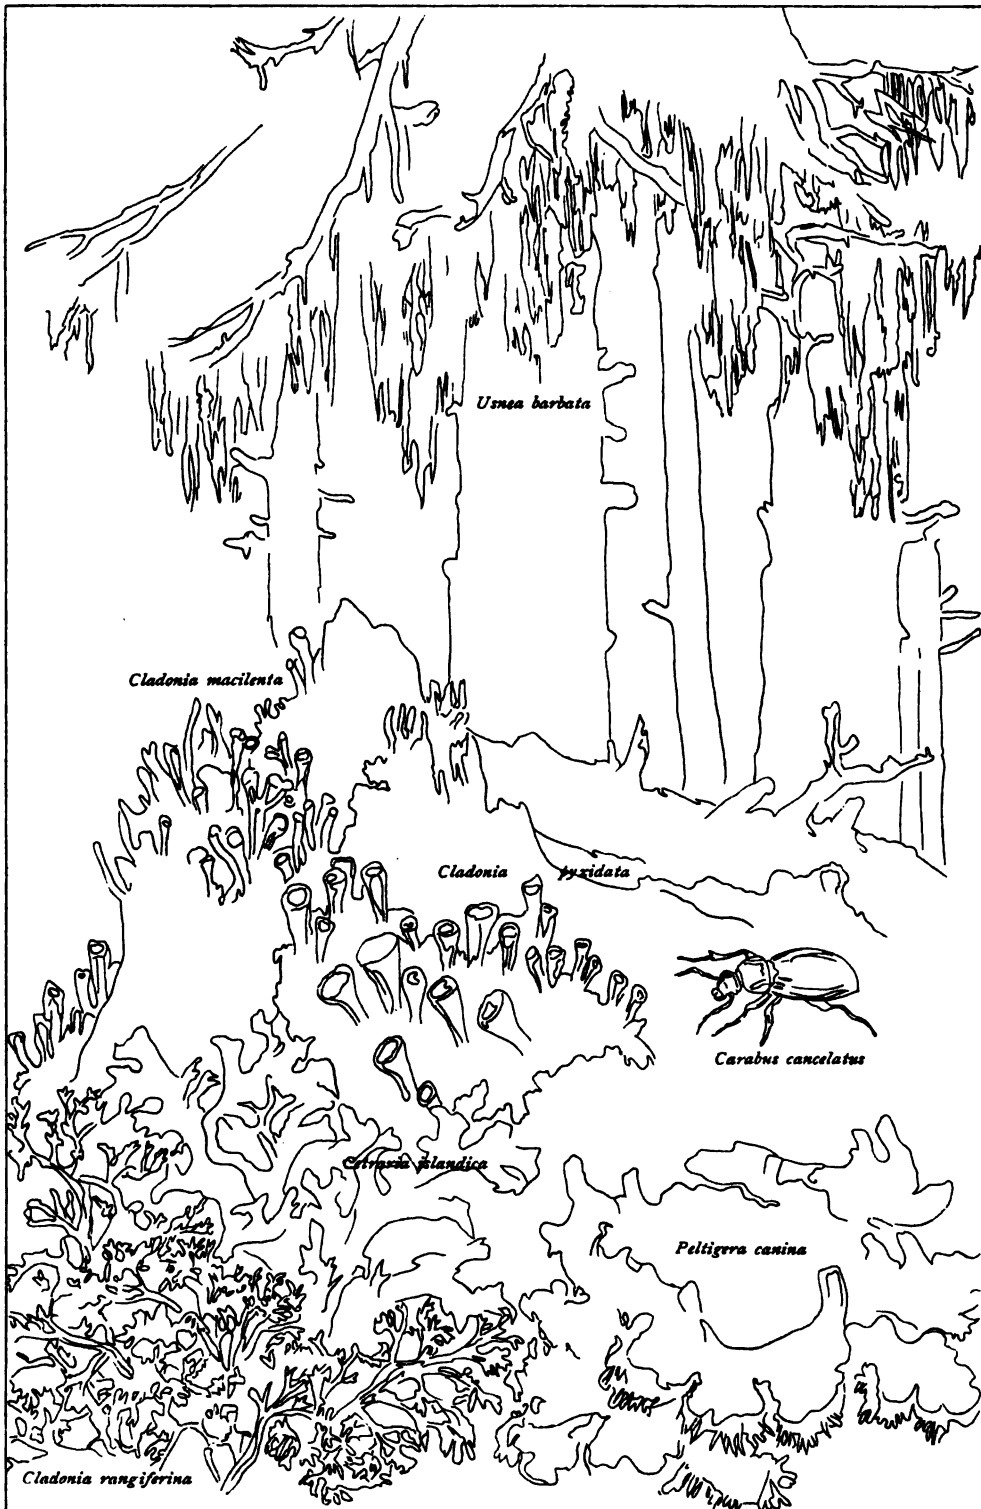 Usnea barbata
Cladonia macilenta
Cladonia pyxidata
Carabus cancelatus
Cetraria islandica
Peltigera canina
Cladonia rangiferina